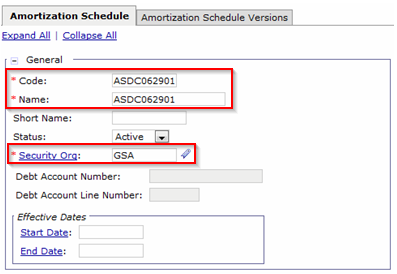 Amortization Schedule Amortization Schedule Versions
Expand All | Collapse All
General
* Code: ASDC062901
* Name: ASDC062901
Short Name:
Status: Active
* Security Org: GSA
Debt Account Number:
Debt Account Line Number:
Effective Dates
Start Date:
End Date: